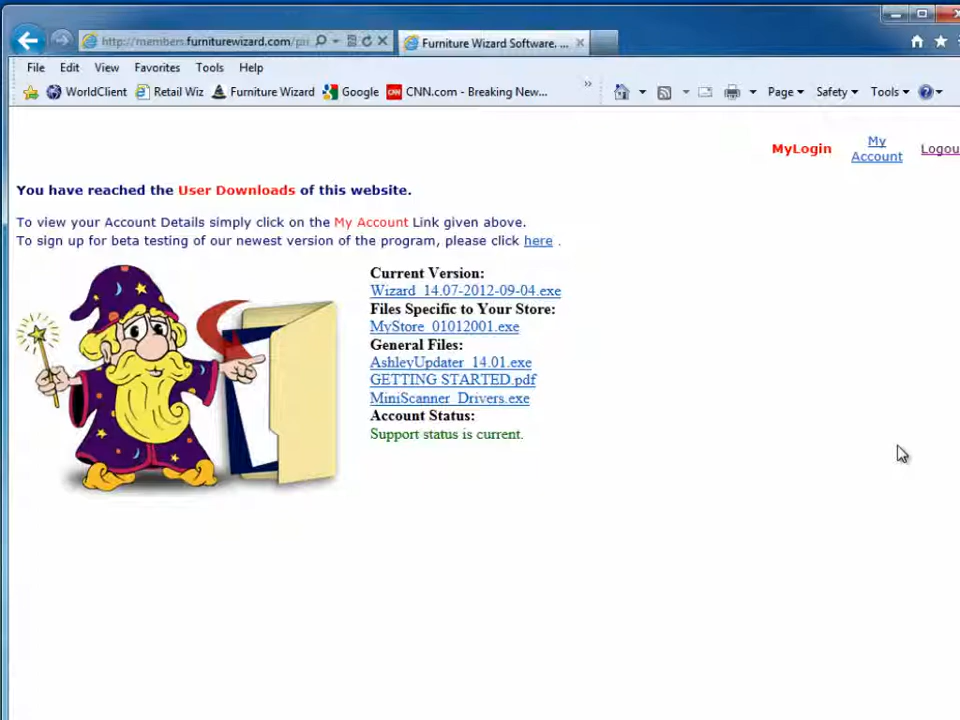 http://members.furniturewizard.com/
Furniture Wizard Software, ...
File Edit View Favorites Tools Help
WorldClient Retail Wiz Furniture Wizard Google CNN.com - Breaking New... » Page Safety Tools
MyLogin My Account Logou
You have reached the User Downloads of this website.
To view your Account Details simply click on the My Account Link given above.
To sign up for beta testing of our newest version of the program, please click here .
Current Version:
Wizard_14.07-2012-09-04.exe
Files Specific to Your Store:
MyStore_01012001.exe
General Files:
AshleyUpdater_14.01.exe
GETTING STARTED.pdf
MiniScanner_Drivers.exe
Account Status:
Support status is current.